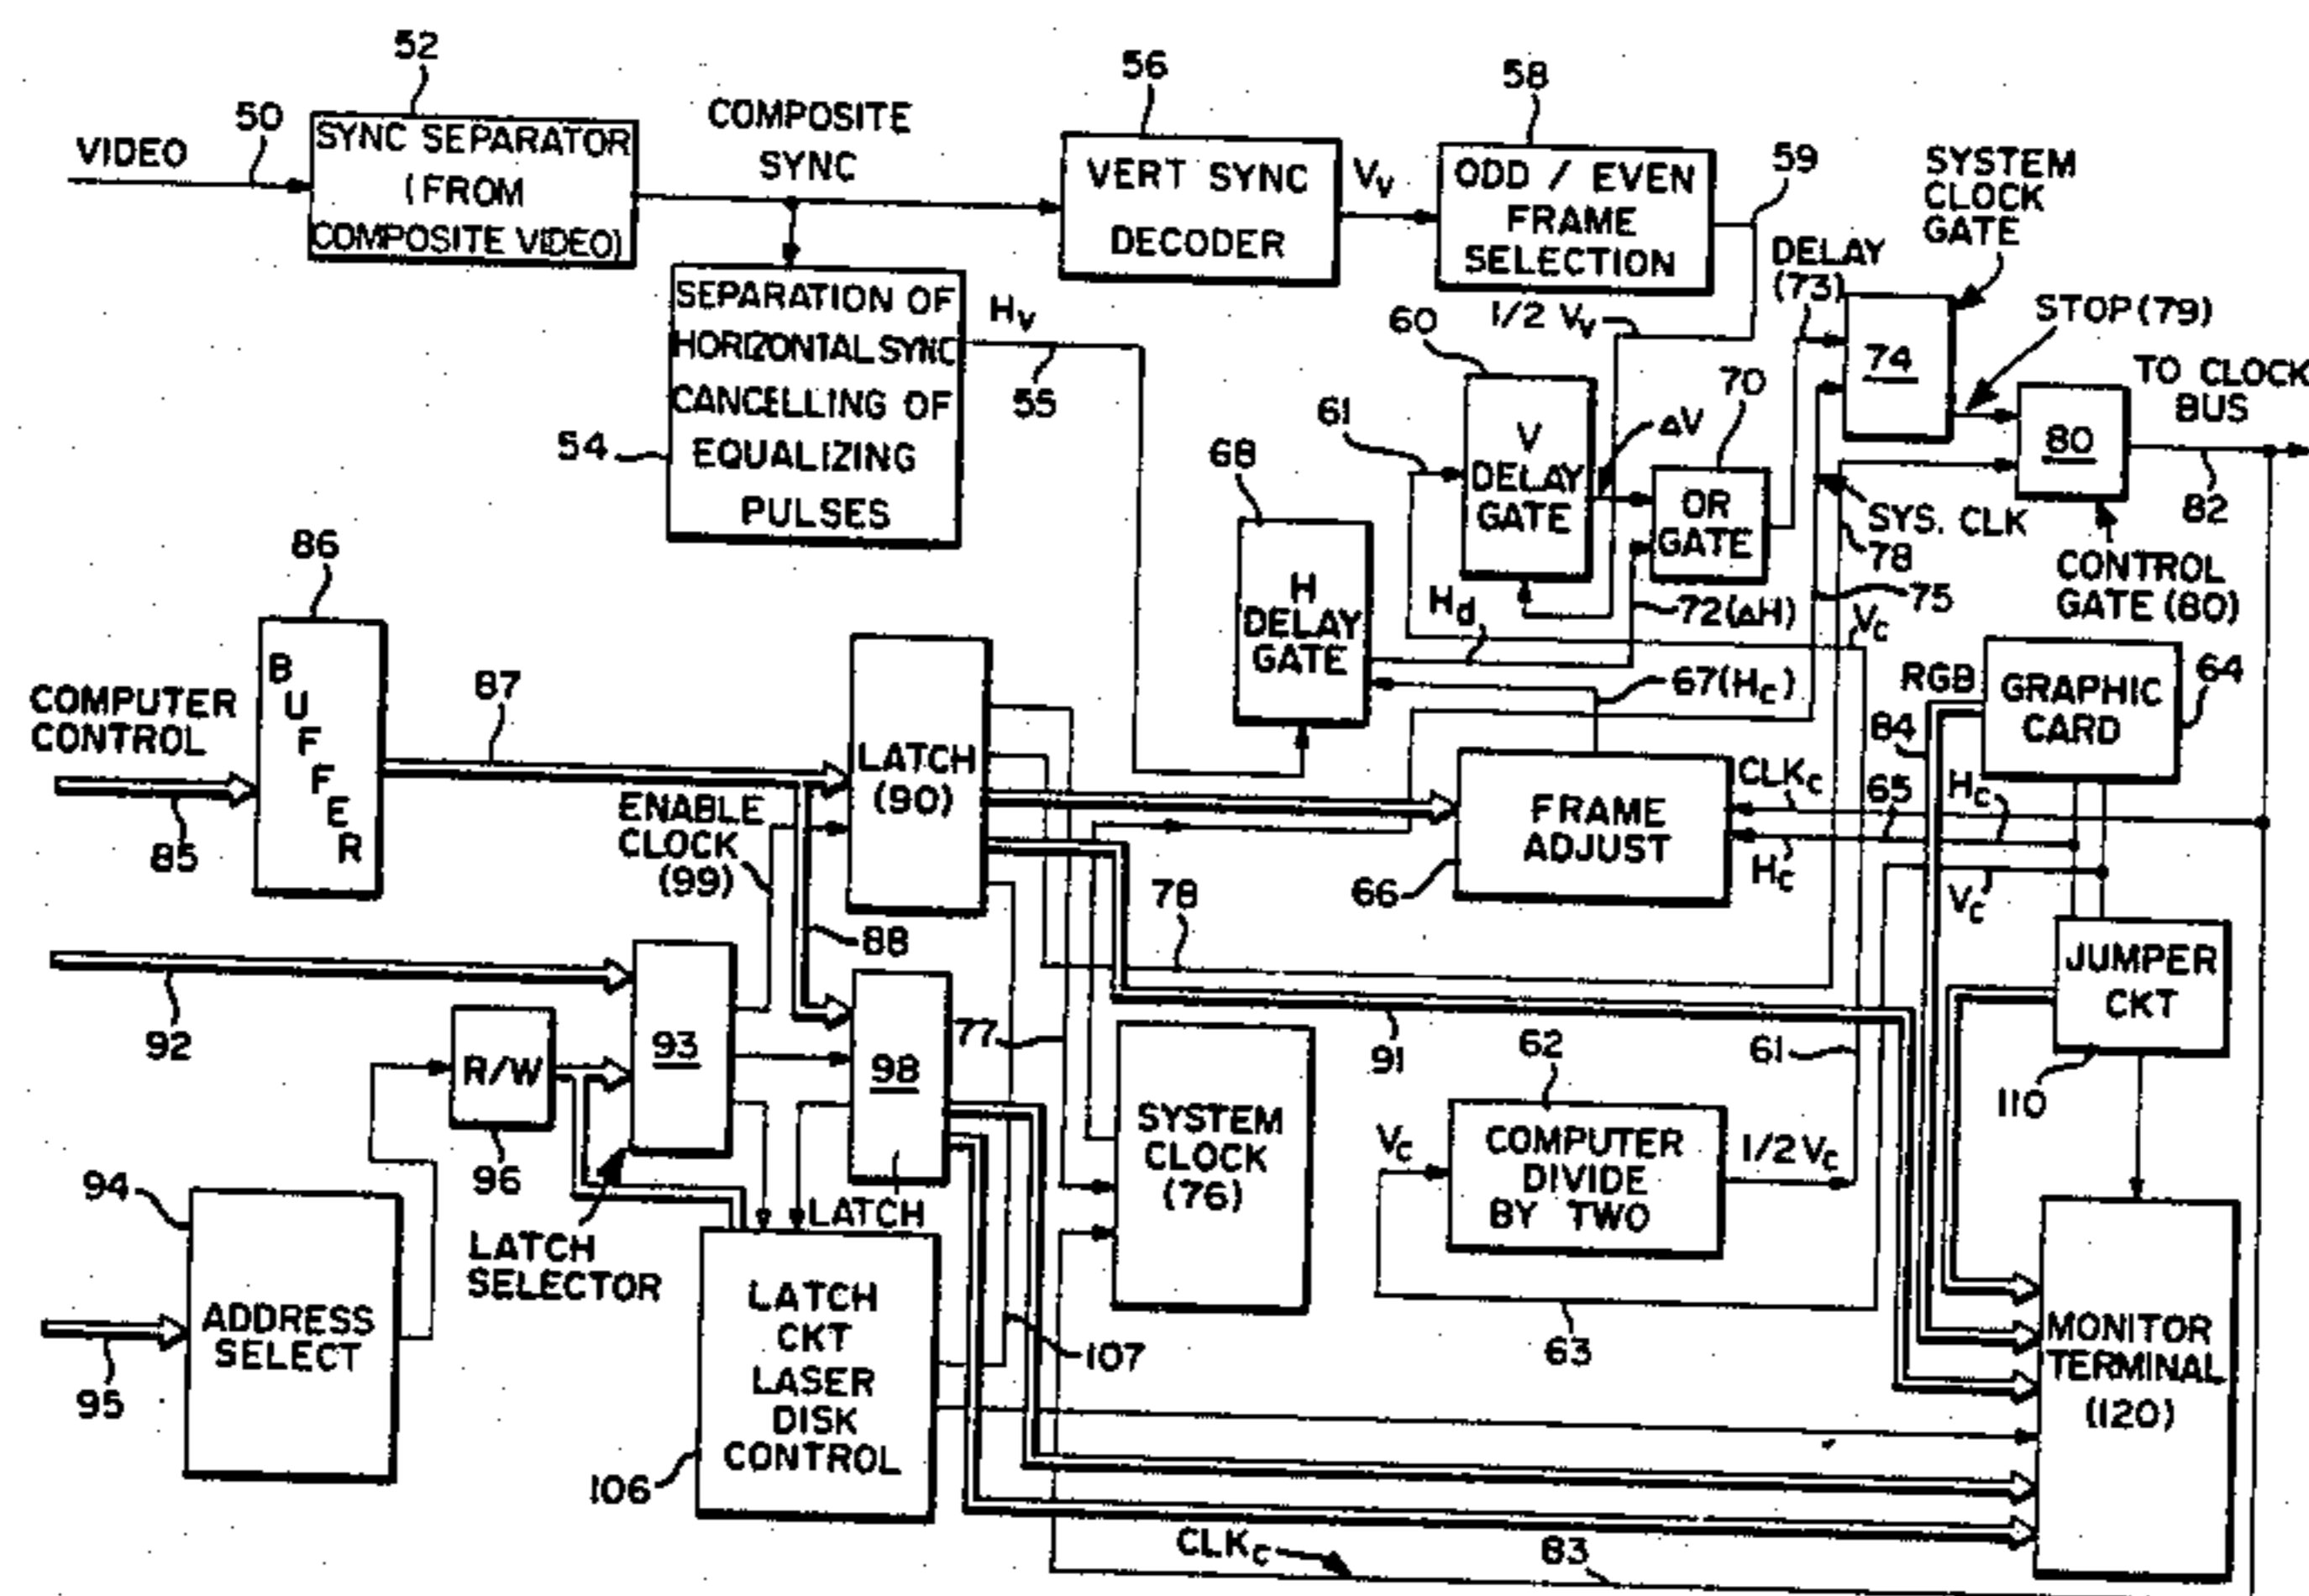 52
50
VIDEO
SYNC SEPARATOR
(FROM
COMPOSITE VIDEO)
COMPOSITE
SYNC
56
VERT SYNC
DECODER
Vv
58
ODD / EVEN
FRAME
SELECTION
59
SYSTEM
CLOCK
GATE
DELAY
(73)
74
STOP (79)
TO CLOCK
BUS
80
82
CONTROL
GATE (80)
SEPARATION OF
HORIZONTAL SYNC
CANCELLING OF
EQUALIZING
PULSES
54
Hv
55
1/2 Vv
60
61
V
DELAY
GATE
ΔV
70
OR
GATE
SYS. CLK
78
75
68
H
DELAY
GATE
Hd
72(ΔH)
Vc
67(Hc)
86
BUFFER
COMPUTER
CONTROL
85
87
ENABLE
CLOCK
(99)
LATCH
(90)
88
FRAME
ADJUST
66
CLKc
65
Hc
Hc
Vc
RGB
84
GRAPHIC
CARD
64
JUMPER
CKT
110
92
93
R/W
96
98
LATCH
77
78
91
SYSTEM
CLOCK
(76)
62
61
Vc
COMPUTER
DIVIDE
BY TWO
1/2 Vc
63
94
ADDRESS
SELECT
95
LATCH
SELECTOR
LATCH
CKT
LASER
DISK
CONTROL
106
107
MONITOR
TERMINAL
(120)
CLKc
83